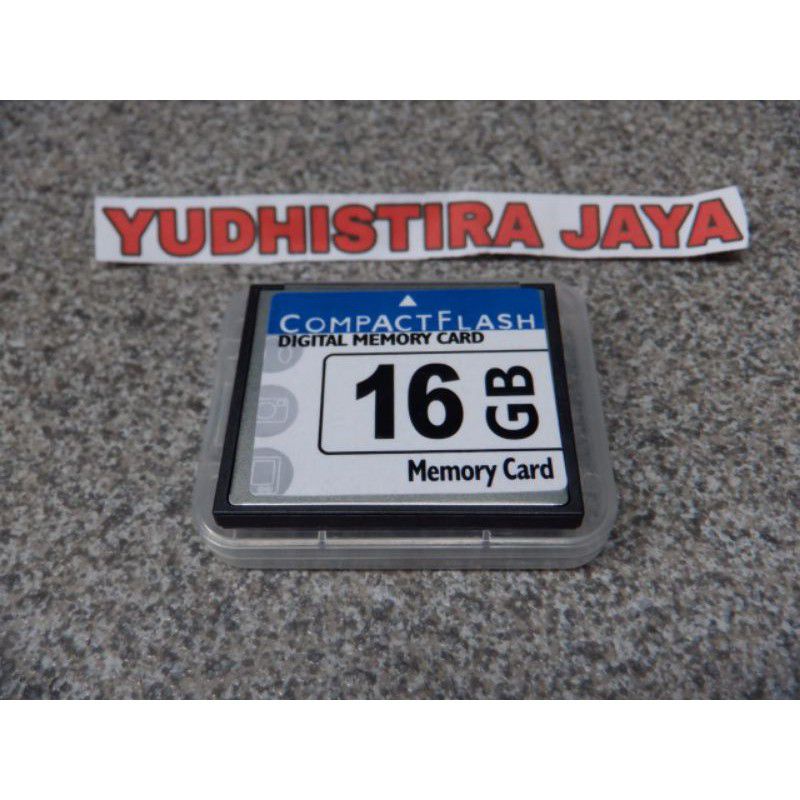 YUDHISTIRA JAYA
COMPACTFLASH
DIGITAL MEMORY CARD
16 GB
Memory Card